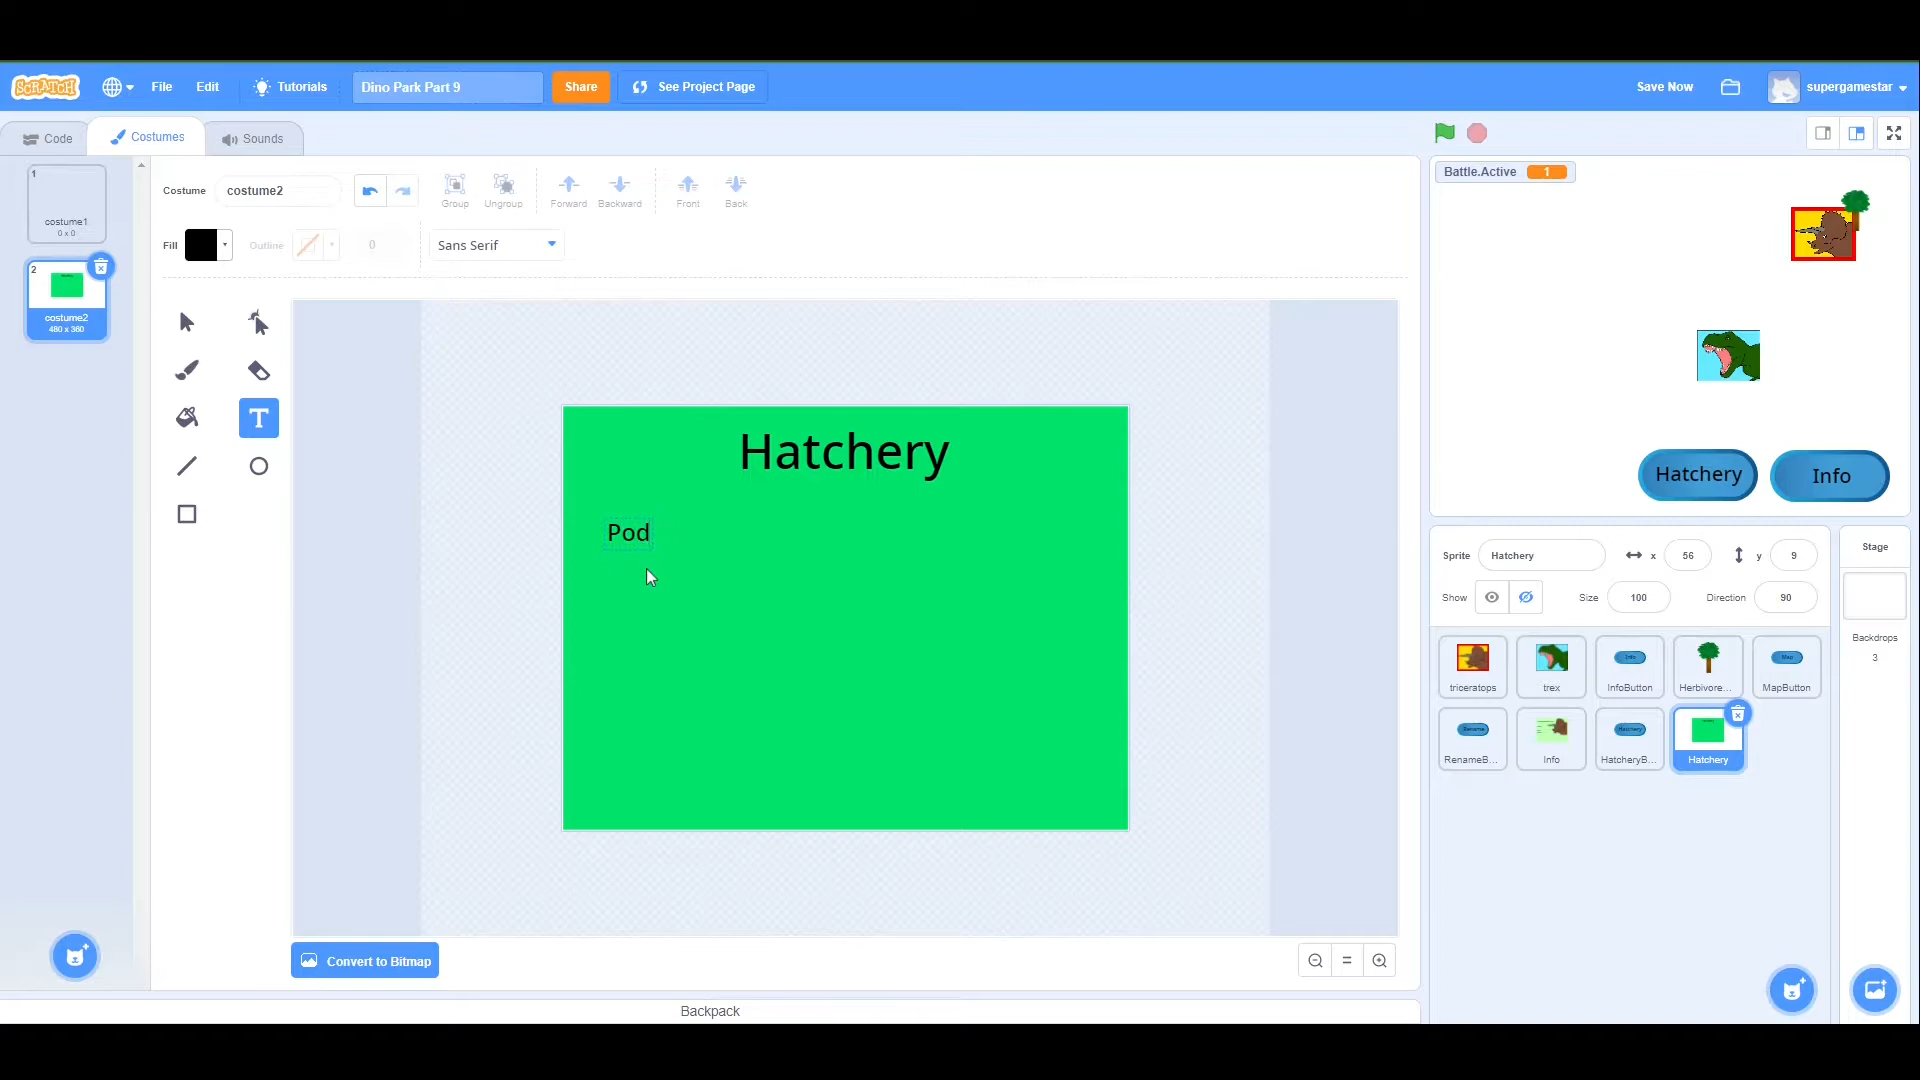 SCRATCH File Edit Tutorials Dino Park Part 9 Share See Project Page Save Now supergamestar
Code Costumes Sounds
1
costume1
0 x 0
2
costume2
480 x 360
Costume costume2 Group Ungroup Forward Backward Front Back
Fill Outline 0 Sans Serif
T
Hatchery
Pod
Convert to Bitmap
Backpack
Battle.Active 1
Hatchery Info
Sprite Hatchery x 56 y 9
Show Size 100 Direction 90
triceratops trex InfoButton Herbivore... MapButton
RenameB... Info HatcheryB... Hatchery
Stage
Backdrops
3